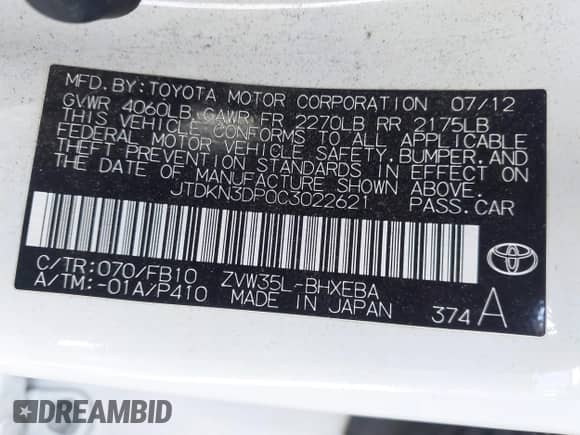 MFD.BY:TOYOTA MOTOR CORPORATION 07/12
GVWR 4060LB GAWR FR 2270LB RR 2175LB
THIS VEHICLE CONFORMS TO ALL APPLICABLE
FEDERAL MOTOR VEHICLE SAFETY, BUMPER, AND
THEFT PREVENTION STANDARDS IN EFFECT ON
THE DATE OF MANUFACTURE SHOWN ABOVE.
JTDKN3DP0C3022621 PASS.CAR
C/TR:070/FB10 ZVW35L-BHXEBA
A/TM:-01A/P410 MADE IN JAPAN
374 A
TOYOTA
DREAMBID